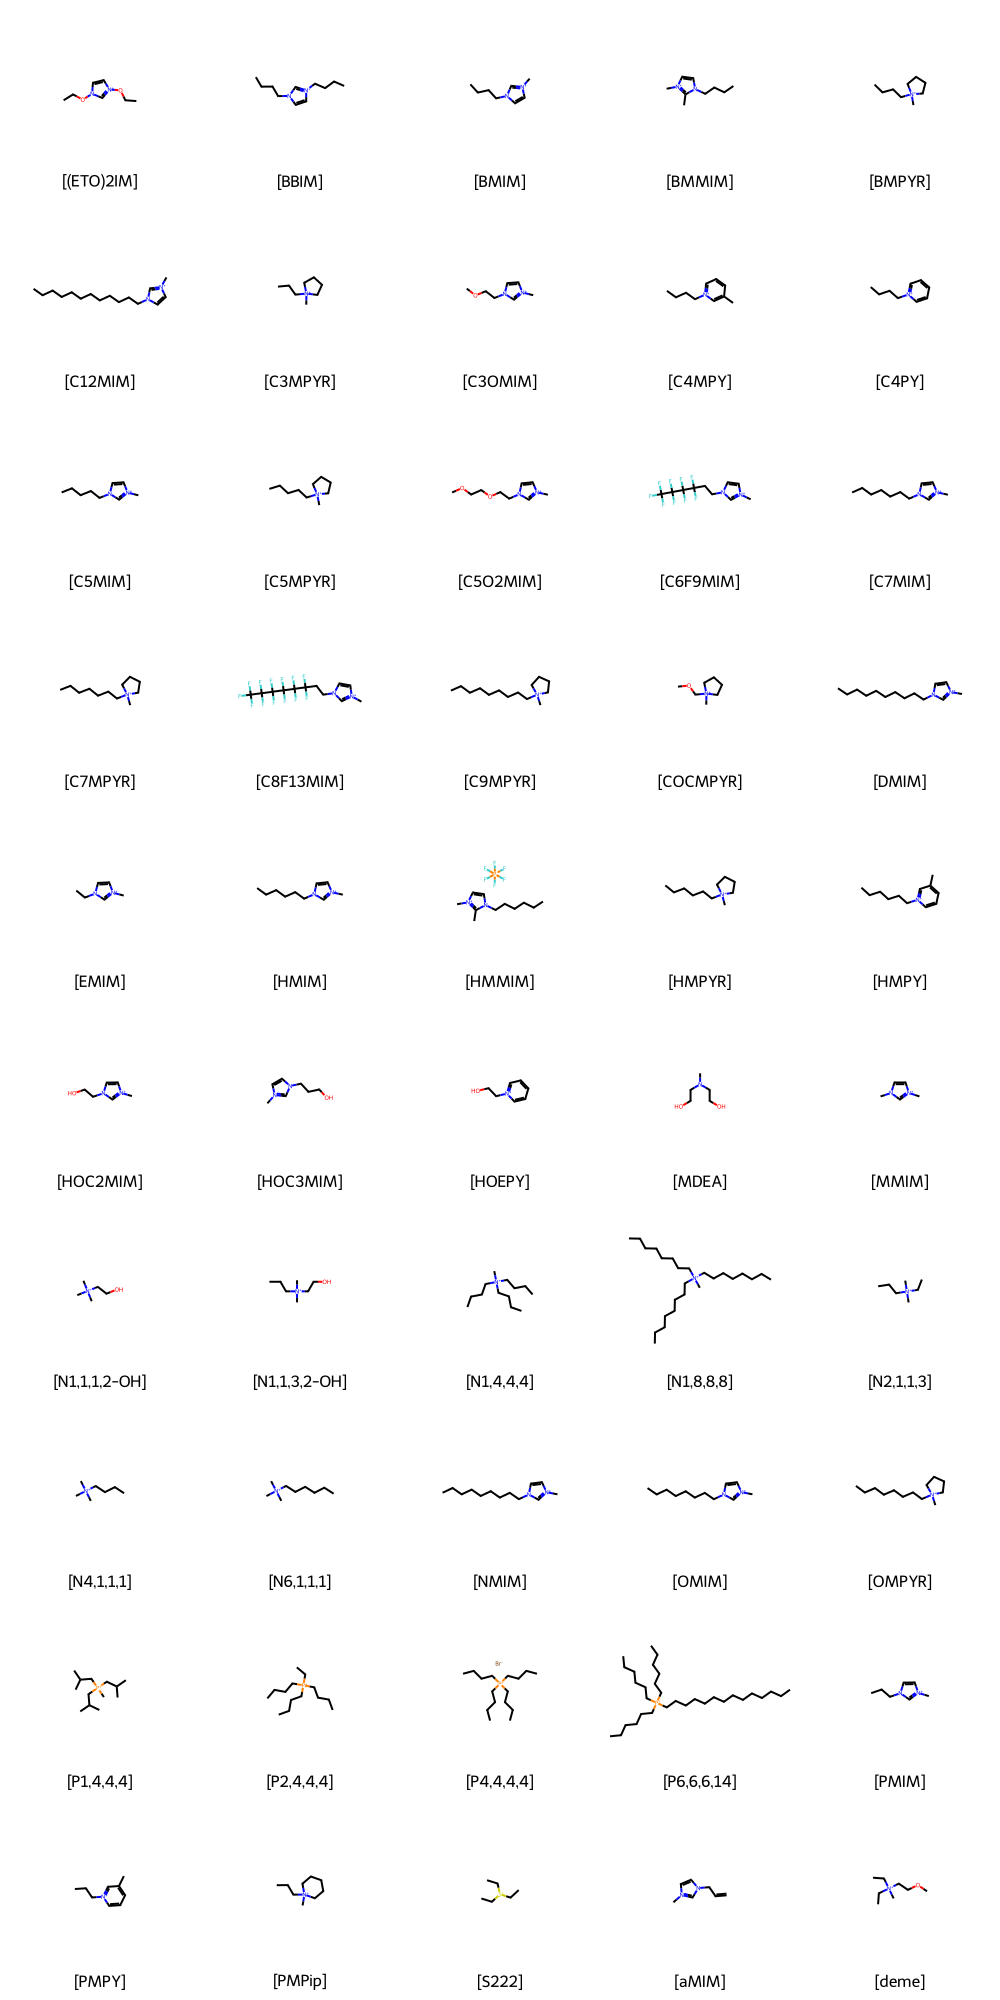 [(ETO)2IM] [BBIM] [BMIM] [BMMIM] [BMPYR]
[C12MIM] [C3MPYR] [C3OMIM] [C4MPY] [C4PY]
[C5MIM] [C5MPYR] [C5O2MIM] [C6F9MIM] [C7MIM]
[C7MPYR] [C8F13MIM] [C9MPYR] [COCMPYR] [DMIM]
[EMIM] [HMIM] [HMMIM] [HMPYR] [HMPY]
[HOC2MIM] [HOC3MIM] [HOEPY] [MDEA] [MMIM]
[N1,1,1,2-OH] [N1,1,3,2-OH] [N1,4,4,4] [N1,8,8,8] [N2,1,1,3]
[N4,1,1,1] [N6,1,1,1] [NMIM] [OMIM] [OMPYR]
[P1,4,4,4] [P2,4,4,4] [P4,4,4,4] [P6,6,6,14] [PMIM]
[PMPY] [PMPip] [S222] [aMIM] [deme]